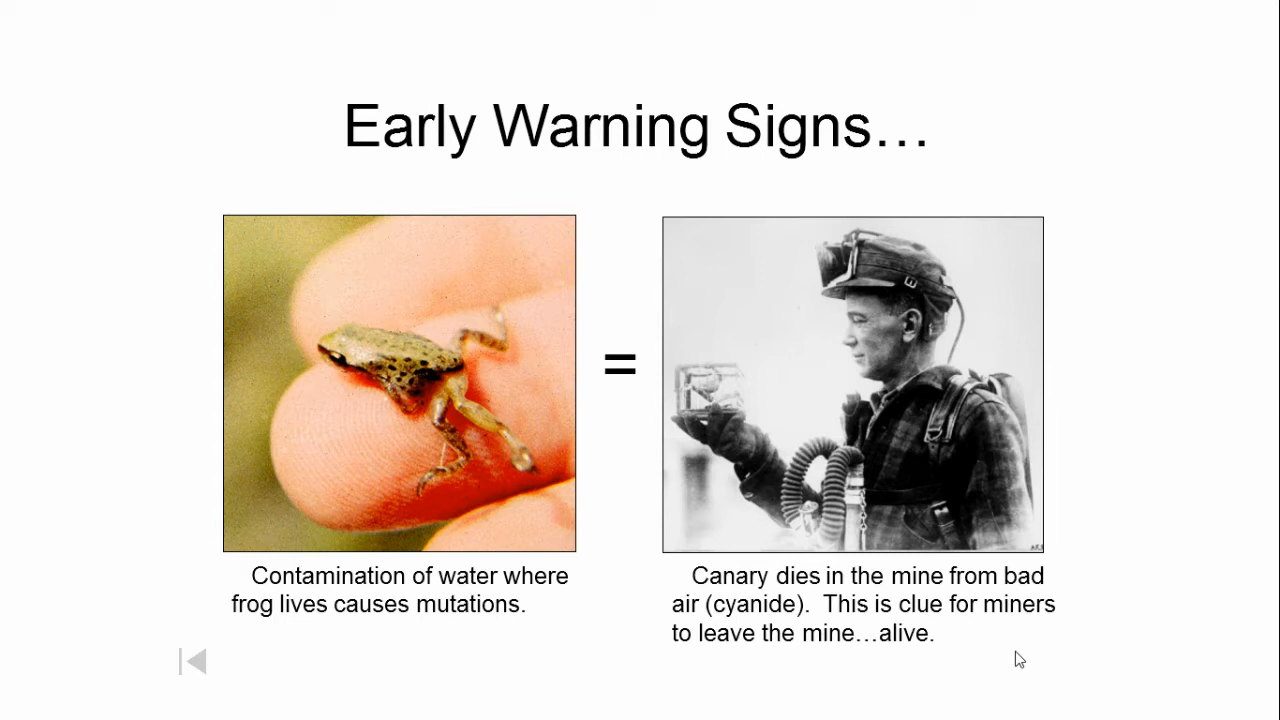 Early Warning Signs…
=
Contamination of water where
frog lives causes mutations.
Canary dies in the mine from bad
air (cyanide).  This is clue for miners
to leave the mine…alive.